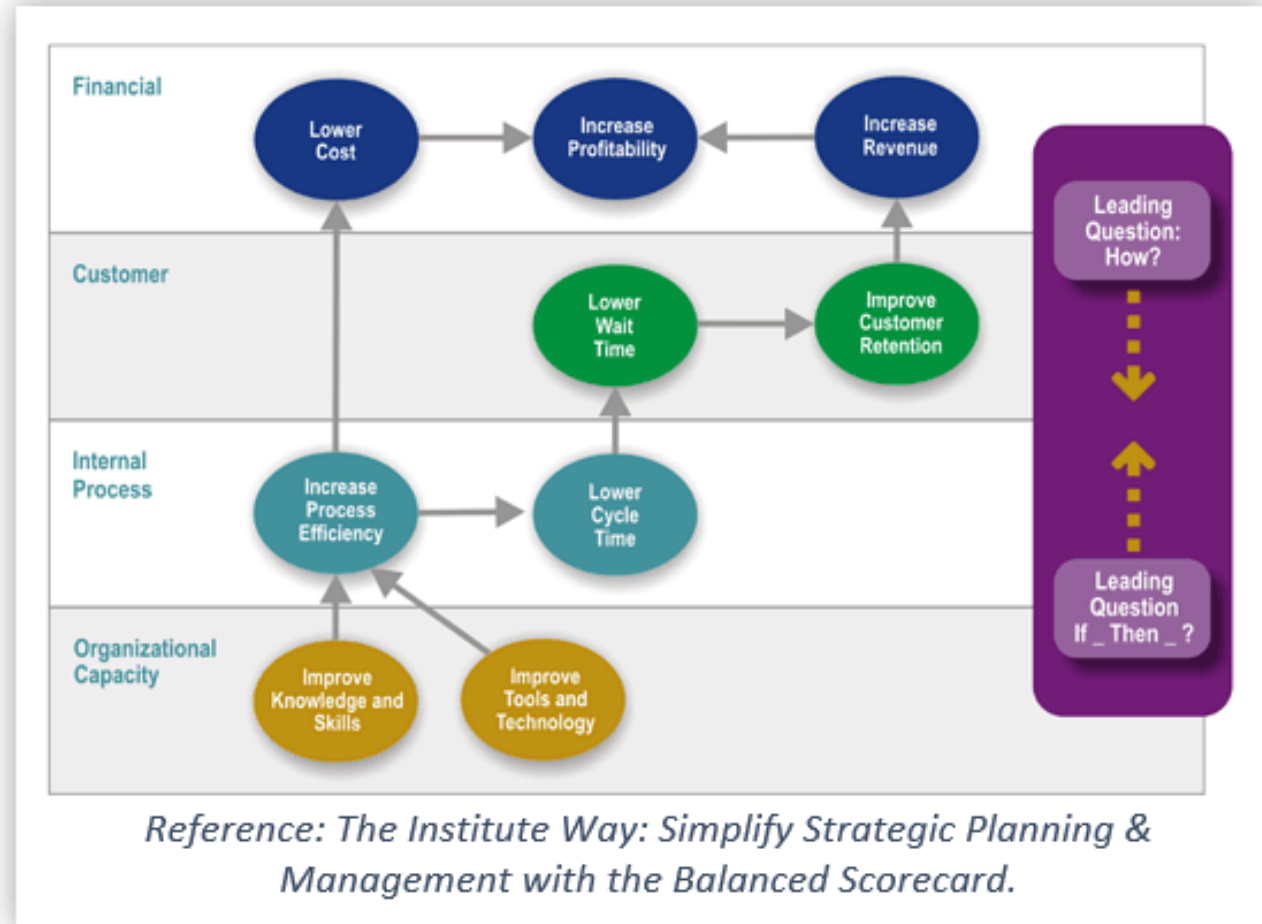 Financial
Lower
Cost
Increase
Profitability
Increase
Revenue
Leading
Question:
How?
Customer
Lower
Wait
Time
Improve
Customer
Retention
Internal
Process
Increase
Process
Efficiency
Lower
Cycle
Time
Leading
Question
If _ Then _ ?
Organizational
Capacity
Improve
Knowledge and
Skills
Improve
Tools and
Technology
Reference: The Institute Way: Simplify Strategic Planning &
Management with the Balanced Scorecard.